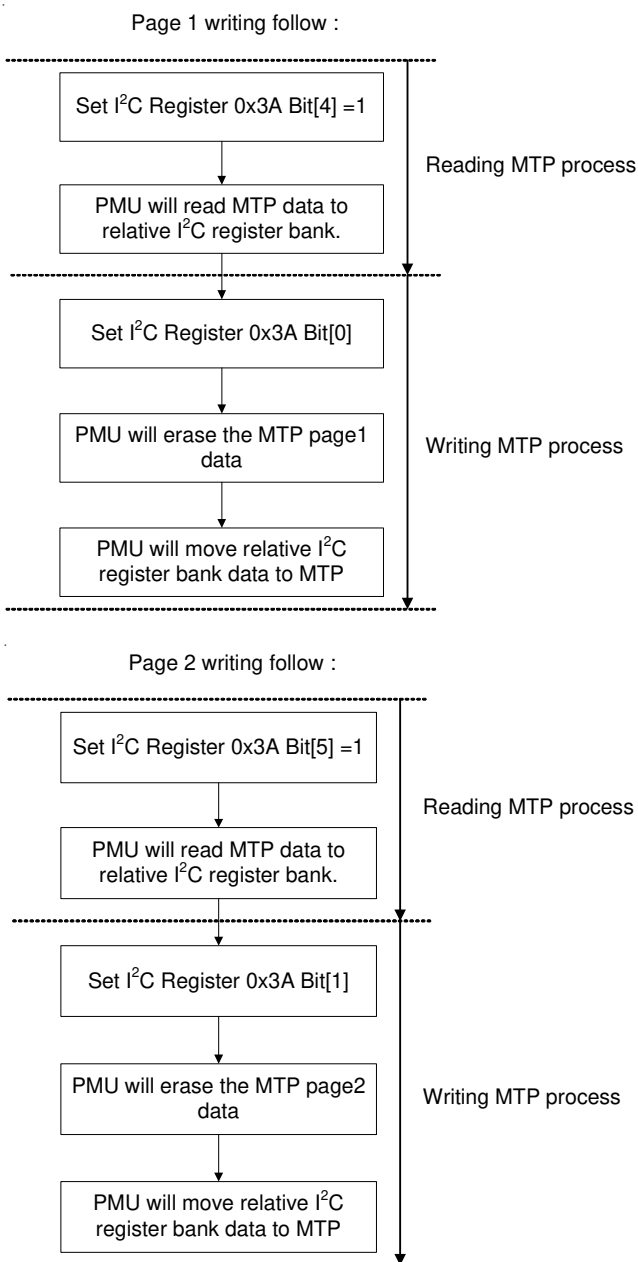 Page 1 writing follow :
Set I²C Register 0x3A Bit[4] =1
Reading MTP process
PMU will read MTP data to
relative I²C register bank.
Set I²C Register 0x3A Bit[0]
PMU will erase the MTP page1
data
Writing MTP process
PMU will move relative I²C
register bank data to MTP
Page 2 writing follow :
Set I²C Register 0x3A Bit[5] =1
Reading MTP process
PMU will read MTP data to
relative I²C register bank.
Set I²C Register 0x3A Bit[1]
PMU will erase the MTP page2
data
Writing MTP process
PMU will move relative I²C
register bank data to MTP